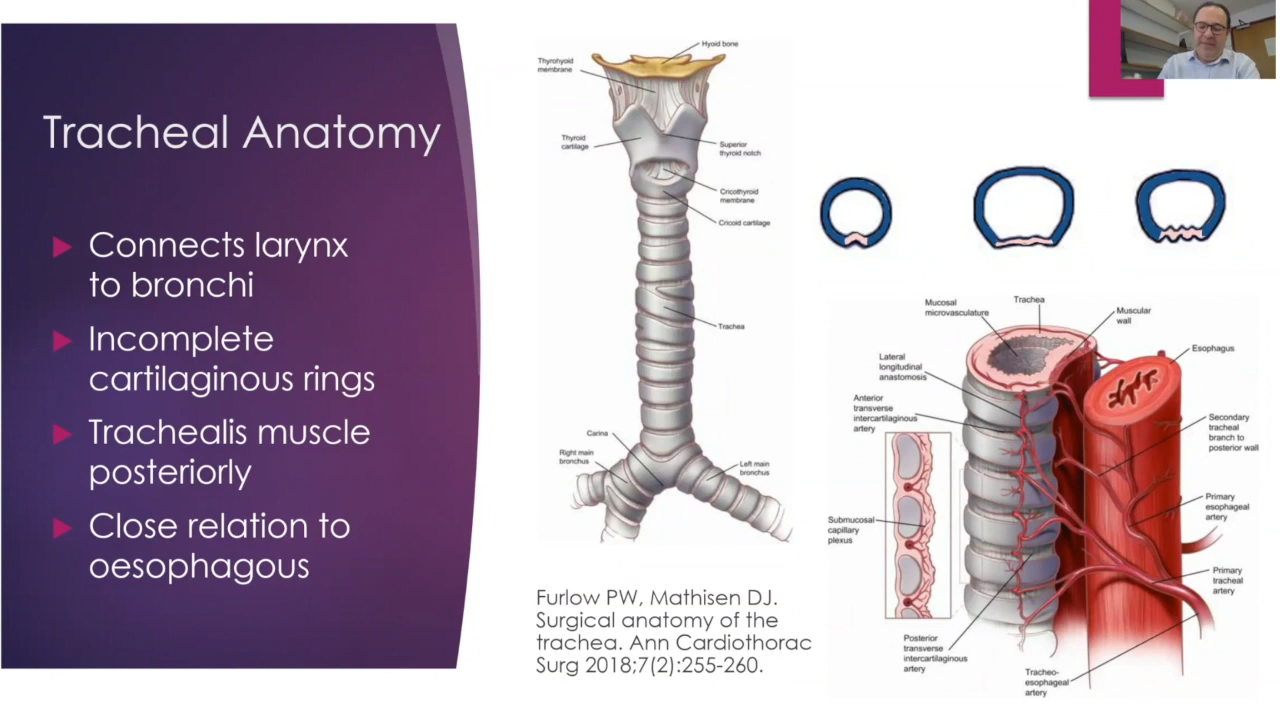 Tracheal Anatomy
Connects larynx
to bronchi
Incomplete
cartilaginous rings
Trachealis muscle
posteriorly
Close relation to
oesophagous
Hyoid bone
Thyrohyoid
membrane
Thyroid
cartilage
Superior
thyroid notch
Cricothyroid
membrane
Cricoid cartilage
Trachea
Carina
Right main
bronchus
Left main
bronchus
Furlow PW, Mathisen DJ.
Surgical anatomy of the
trachea. Ann Cardiothorac
Surg 2018;7(2):255-260.
Mucosal
microvasculature
Trachea
Muscular
wall
Esophagus
Lateral
longitudinal
anastomosis
Anterior
transverse
intercartilaginous
artery
Secondary
tracheal
branch to
posterior wall
Primary
esophageal
artery
Submucosal
capillary
plexus
Primary
tracheal
artery
Posterior
transverse
intercartilaginous
artery
Tracheo-
esophageal
artery